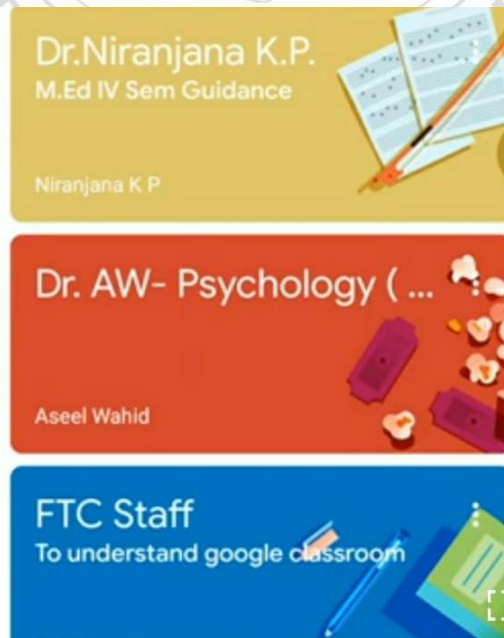 Dr.Niranjana K.P.
M.Ed IV Sem Guidance
Niranjana K P
Dr. AW- Psychology ( ...
Aseel Wahid
FTC Staff
To understand google classroom